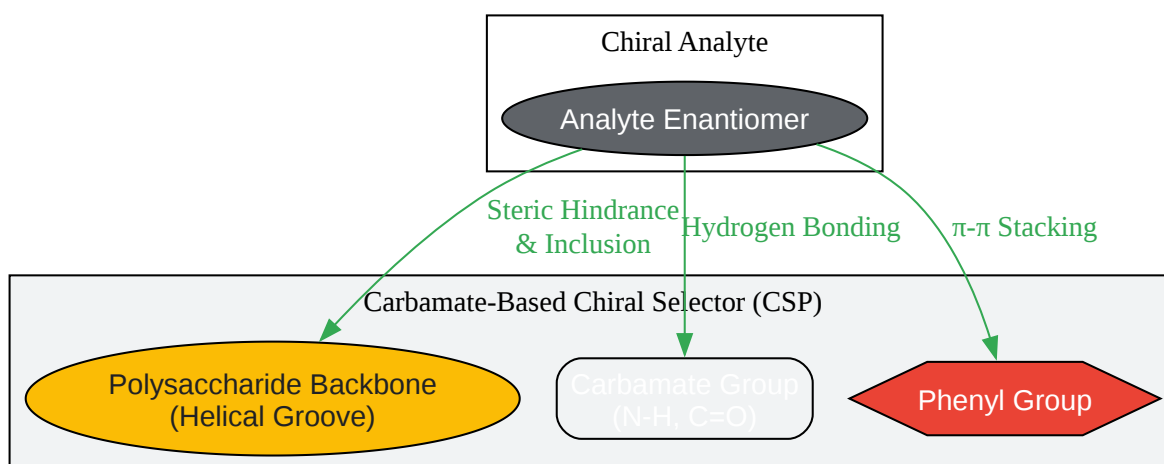 Chiral Analyte
Analyte Enantiomer
Steric Hindrance
& Inclusion
Hydrogen Bonding
π-π Stacking
Carbamate-Based Chiral Selector (CSP)
Polysaccharide Backbone
(Helical Groove)
Carbamate Group
(N-H, C=O)
Phenyl Group